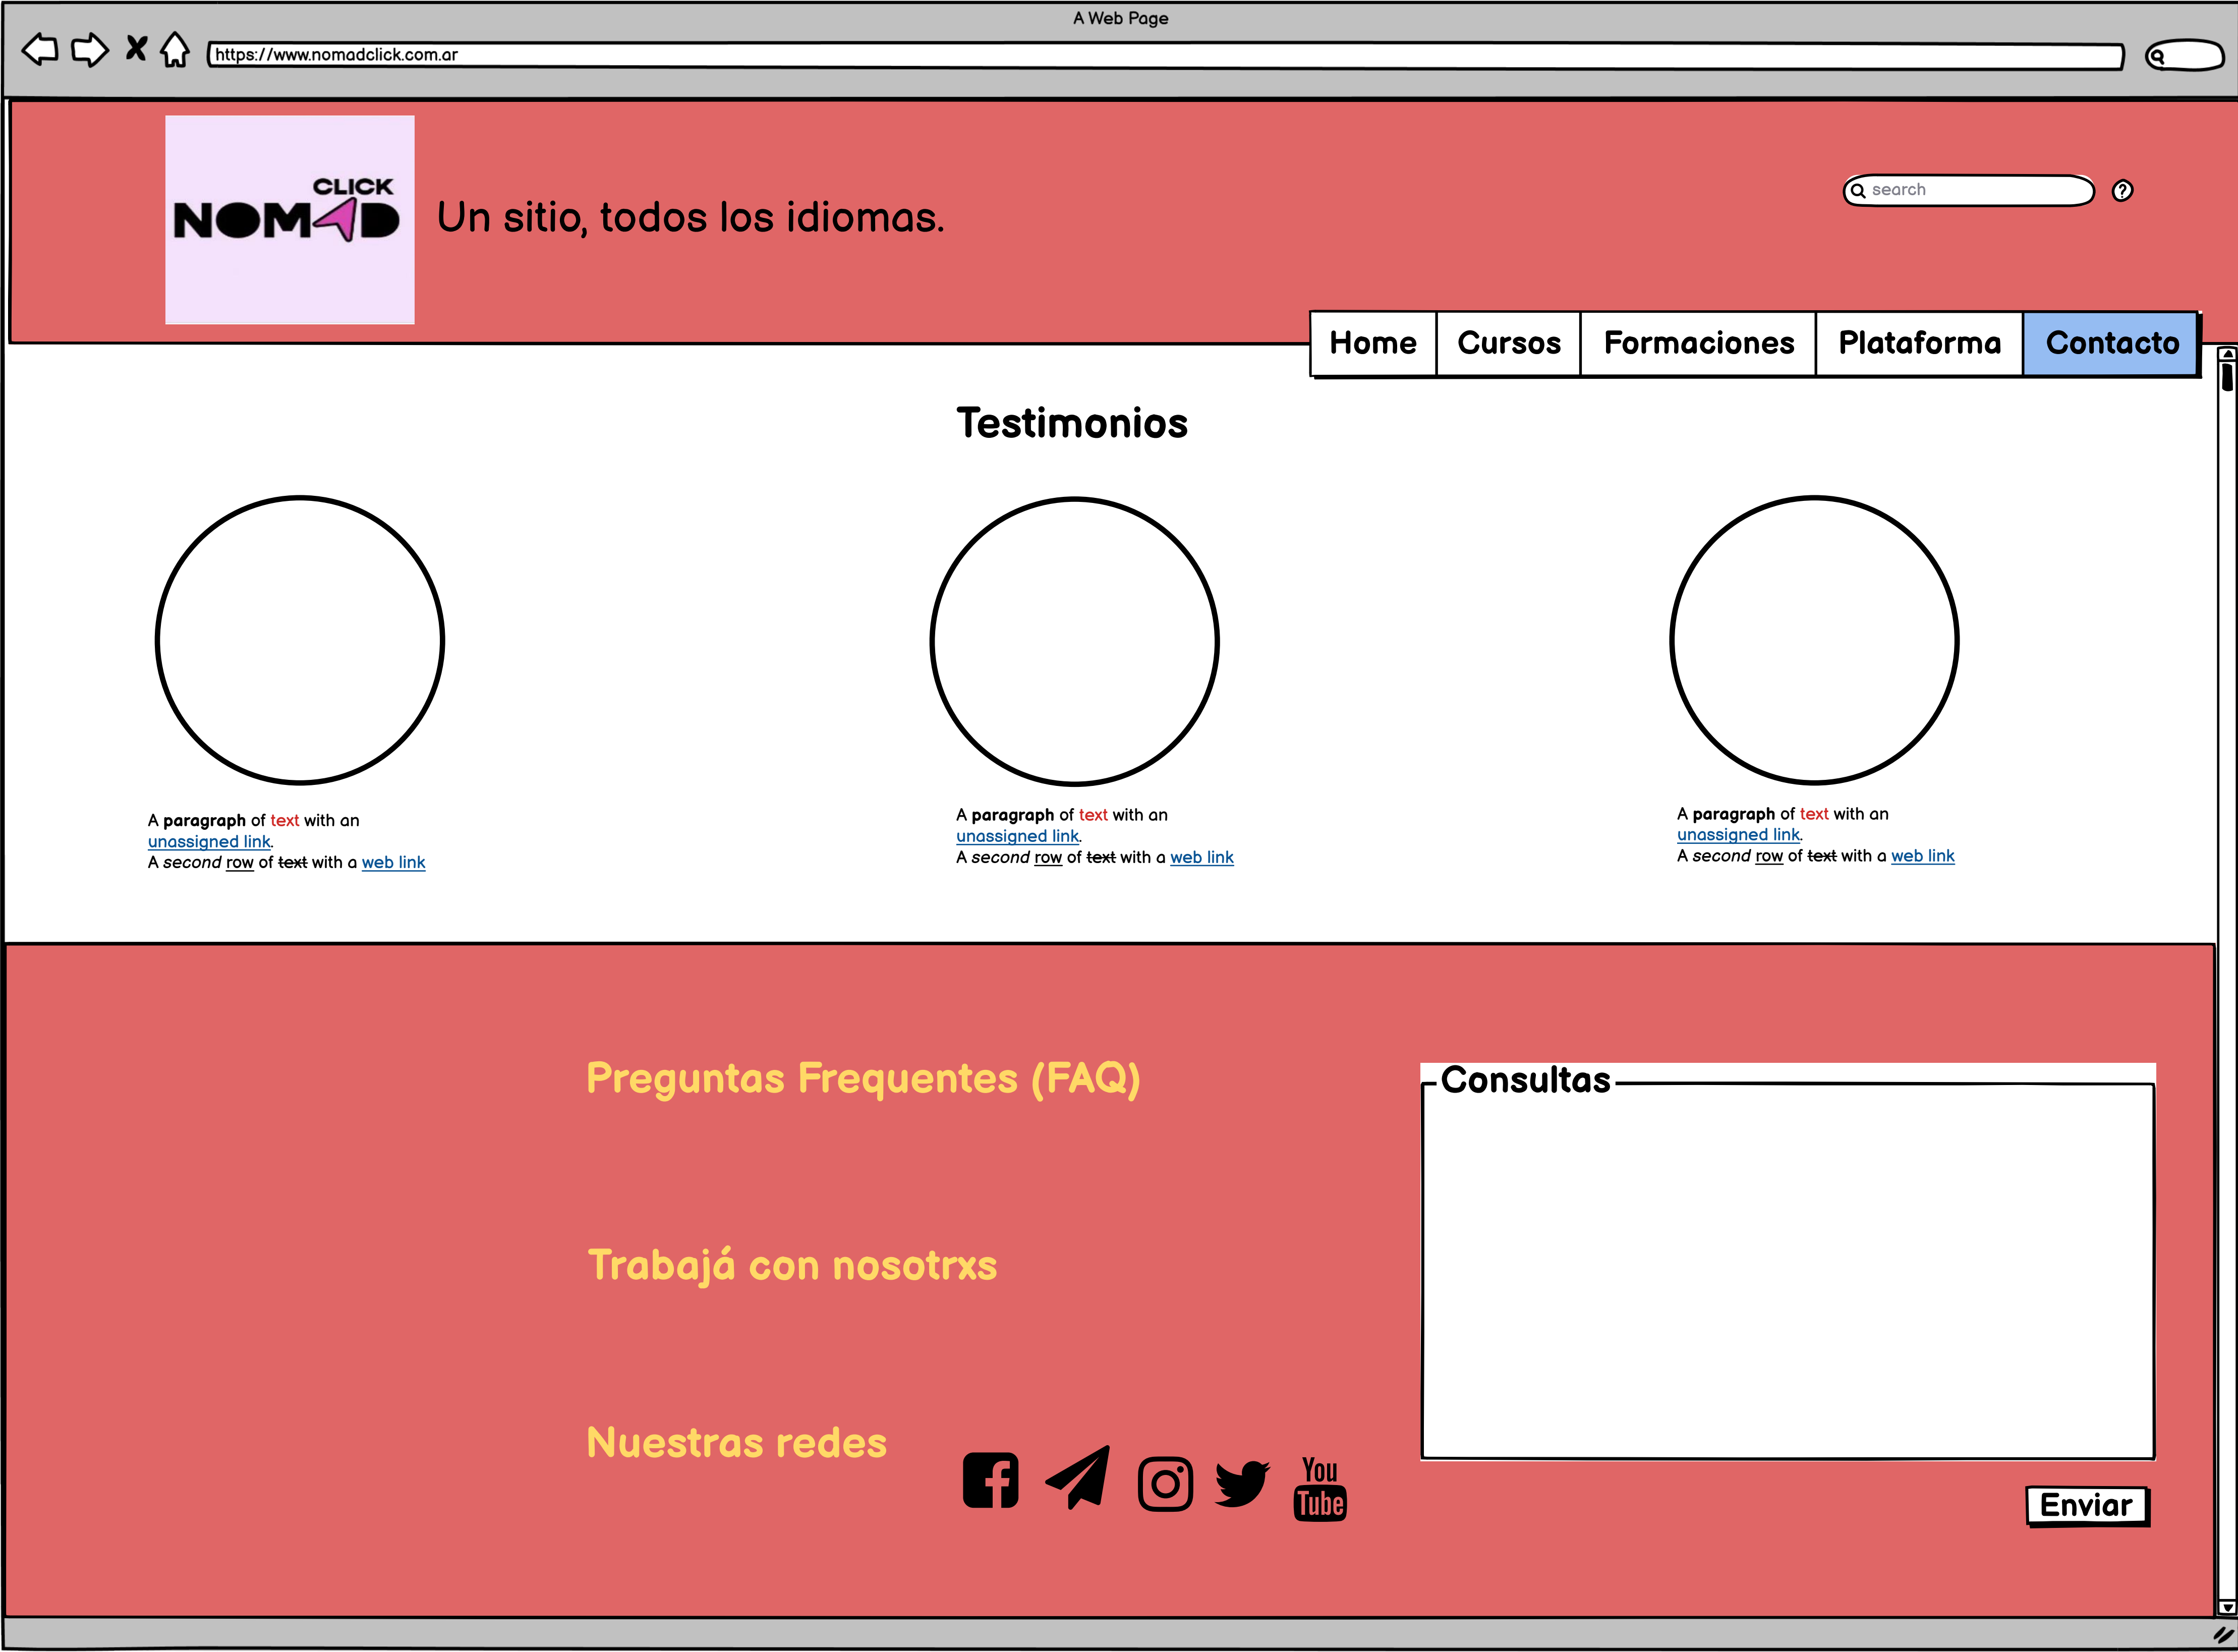 A Web Page
https://www.nomadclick.com.ar
CLICK
NOMAD
Un sitio, todos los idiomas.
search
?
Home Cursos Formaciones Plataforma Contacto
Testimonios
A paragraph of text with an
unassigned link.
A second row of text with a web link
A paragraph of text with an
unassigned link.
A second row of text with a web link
A paragraph of text with an
unassigned link.
A second row of text with a web link
Preguntas Frequentes (FAQ)
Trabajá con nosotrxs
Nuestras redes
You
Tube
Consultas
Enviar